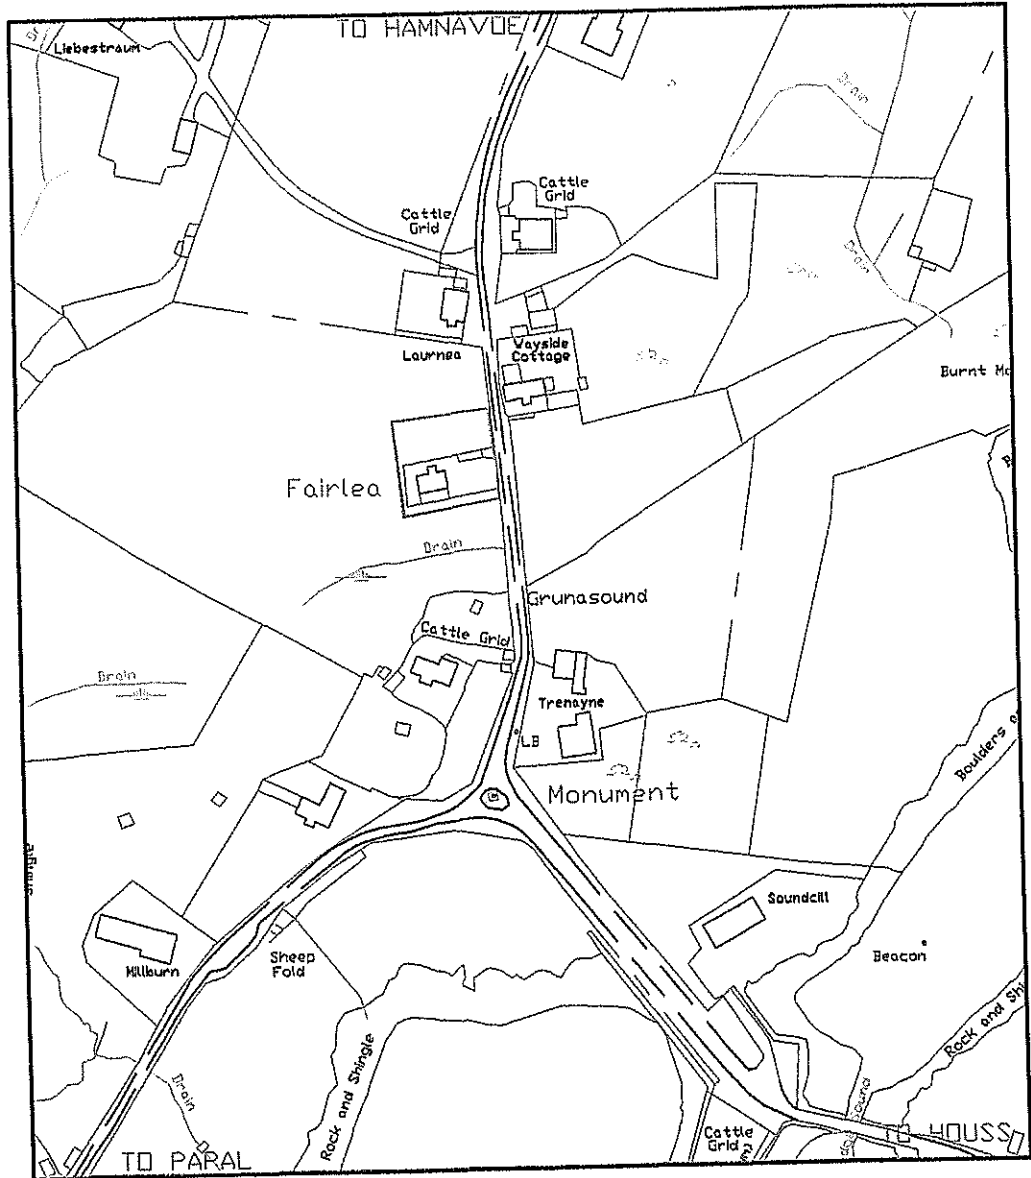 TO HAMNAVOE
Liebestraum
Drain
Cattle
Grid
Cattle
Grid
Drain
Laurnea
Wayside
Cottage
Burnt
Fairlea
Drain
Grunasound
Cattle Grid
Drain
Trenayne
LB
Boulders
Monument
Soundcill
Beacon
Millburn
Sheep
Fold
Rock and Shingle
Rock and
Drain
Sound
Cattle
Grid
TO HOUSS
TO PARAL